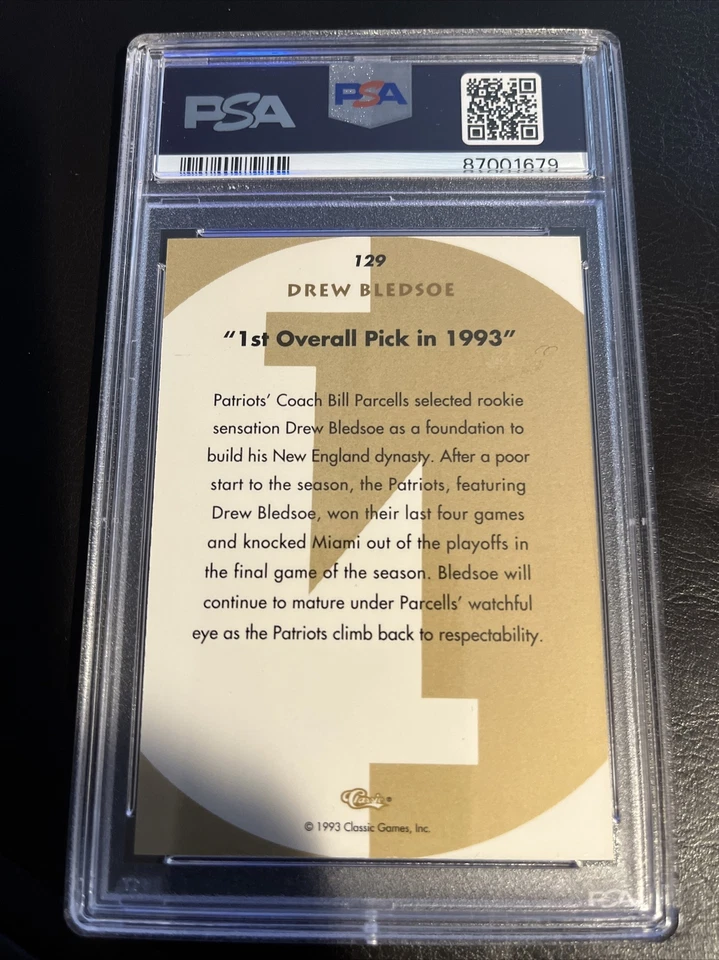 PSA PSA
87001679
129
DREW BLEDSOE
“1st Overall Pick in 1993”
Patriots’ Coach Bill Parcells selected rookie
sensation Drew Bledsoe as a foundation to
build his New England dynasty. After a poor
start to the season, the Patriots, featuring
Drew Bledsoe, won their last four games
and knocked Miami out of the playoffs in
the final game of the season. Bledsoe will
continue to mature under Parcells’ watchful
eye as the Patriots climb back to respectability.
Classic
© 1993 Classic Games, Inc.
PSA